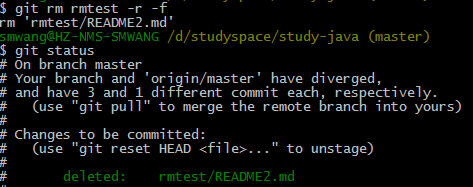 $ git rm rmtest -r -f
rm 'rmtest/README2.md'
smwang@HZ-NMS-SMWANG /d/studyspace/study-java (master)
$ git status
# On branch master
# Your branch and 'origin/master' have diverged,
# and have 3 and 1 different commit each, respectively.
#   (use "git pull" to merge the remote branch into yours)
#
# Changes to be committed:
#   (use "git reset HEAD <file>..." to unstage)
#
#       deleted:    rmtest/README2.md
#